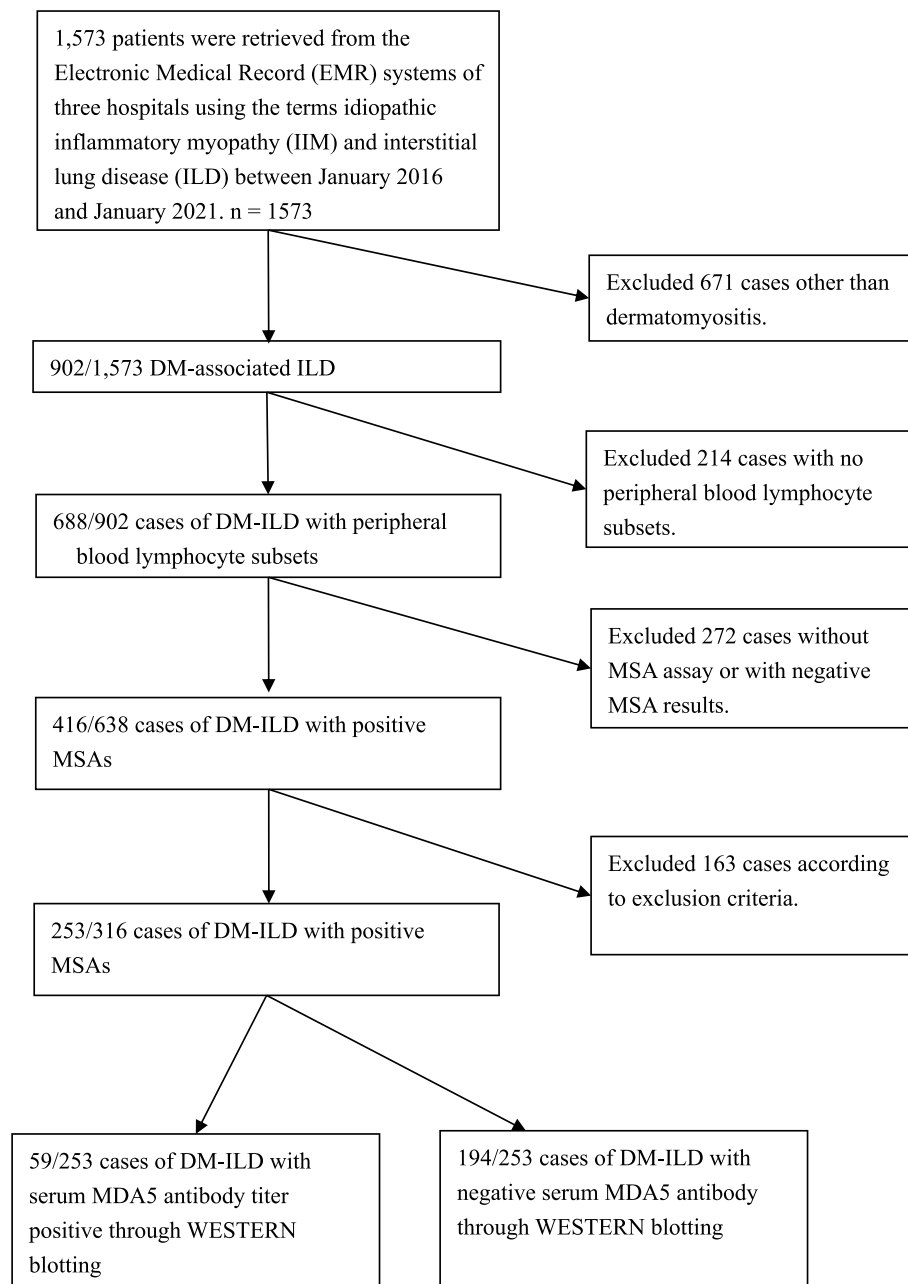 1,573 patients were retrieved from the
Electronic Medical Record (EMR) systems of
three hospitals using the terms idiopathic
inflammatory myopathy (IIM) and interstitial
lung disease (ILD) between January 2016
and January 2021. n = 1573
Excluded 671 cases other than
dermatomyositis.
902/1,573 DM-associated ILD
Excluded 214 cases with no
peripheral blood lymphocyte
subsets.
688/902 cases of DM-ILD with peripheral
blood lymphocyte subsets
Excluded 272 cases without
MSA assay or with negative
MSA results.
416/638 cases of DM-ILD with positive
MSAs
Excluded 163 cases according
to exclusion criteria.
253/316 cases of DM-ILD with positive
MSAs
59/253 cases of DM-ILD with
serum MDA5 antibody titer
positive through WESTERN
blotting
194/253 cases of DM-ILD with
negative serum MDA5 antibody
through WESTERN blotting